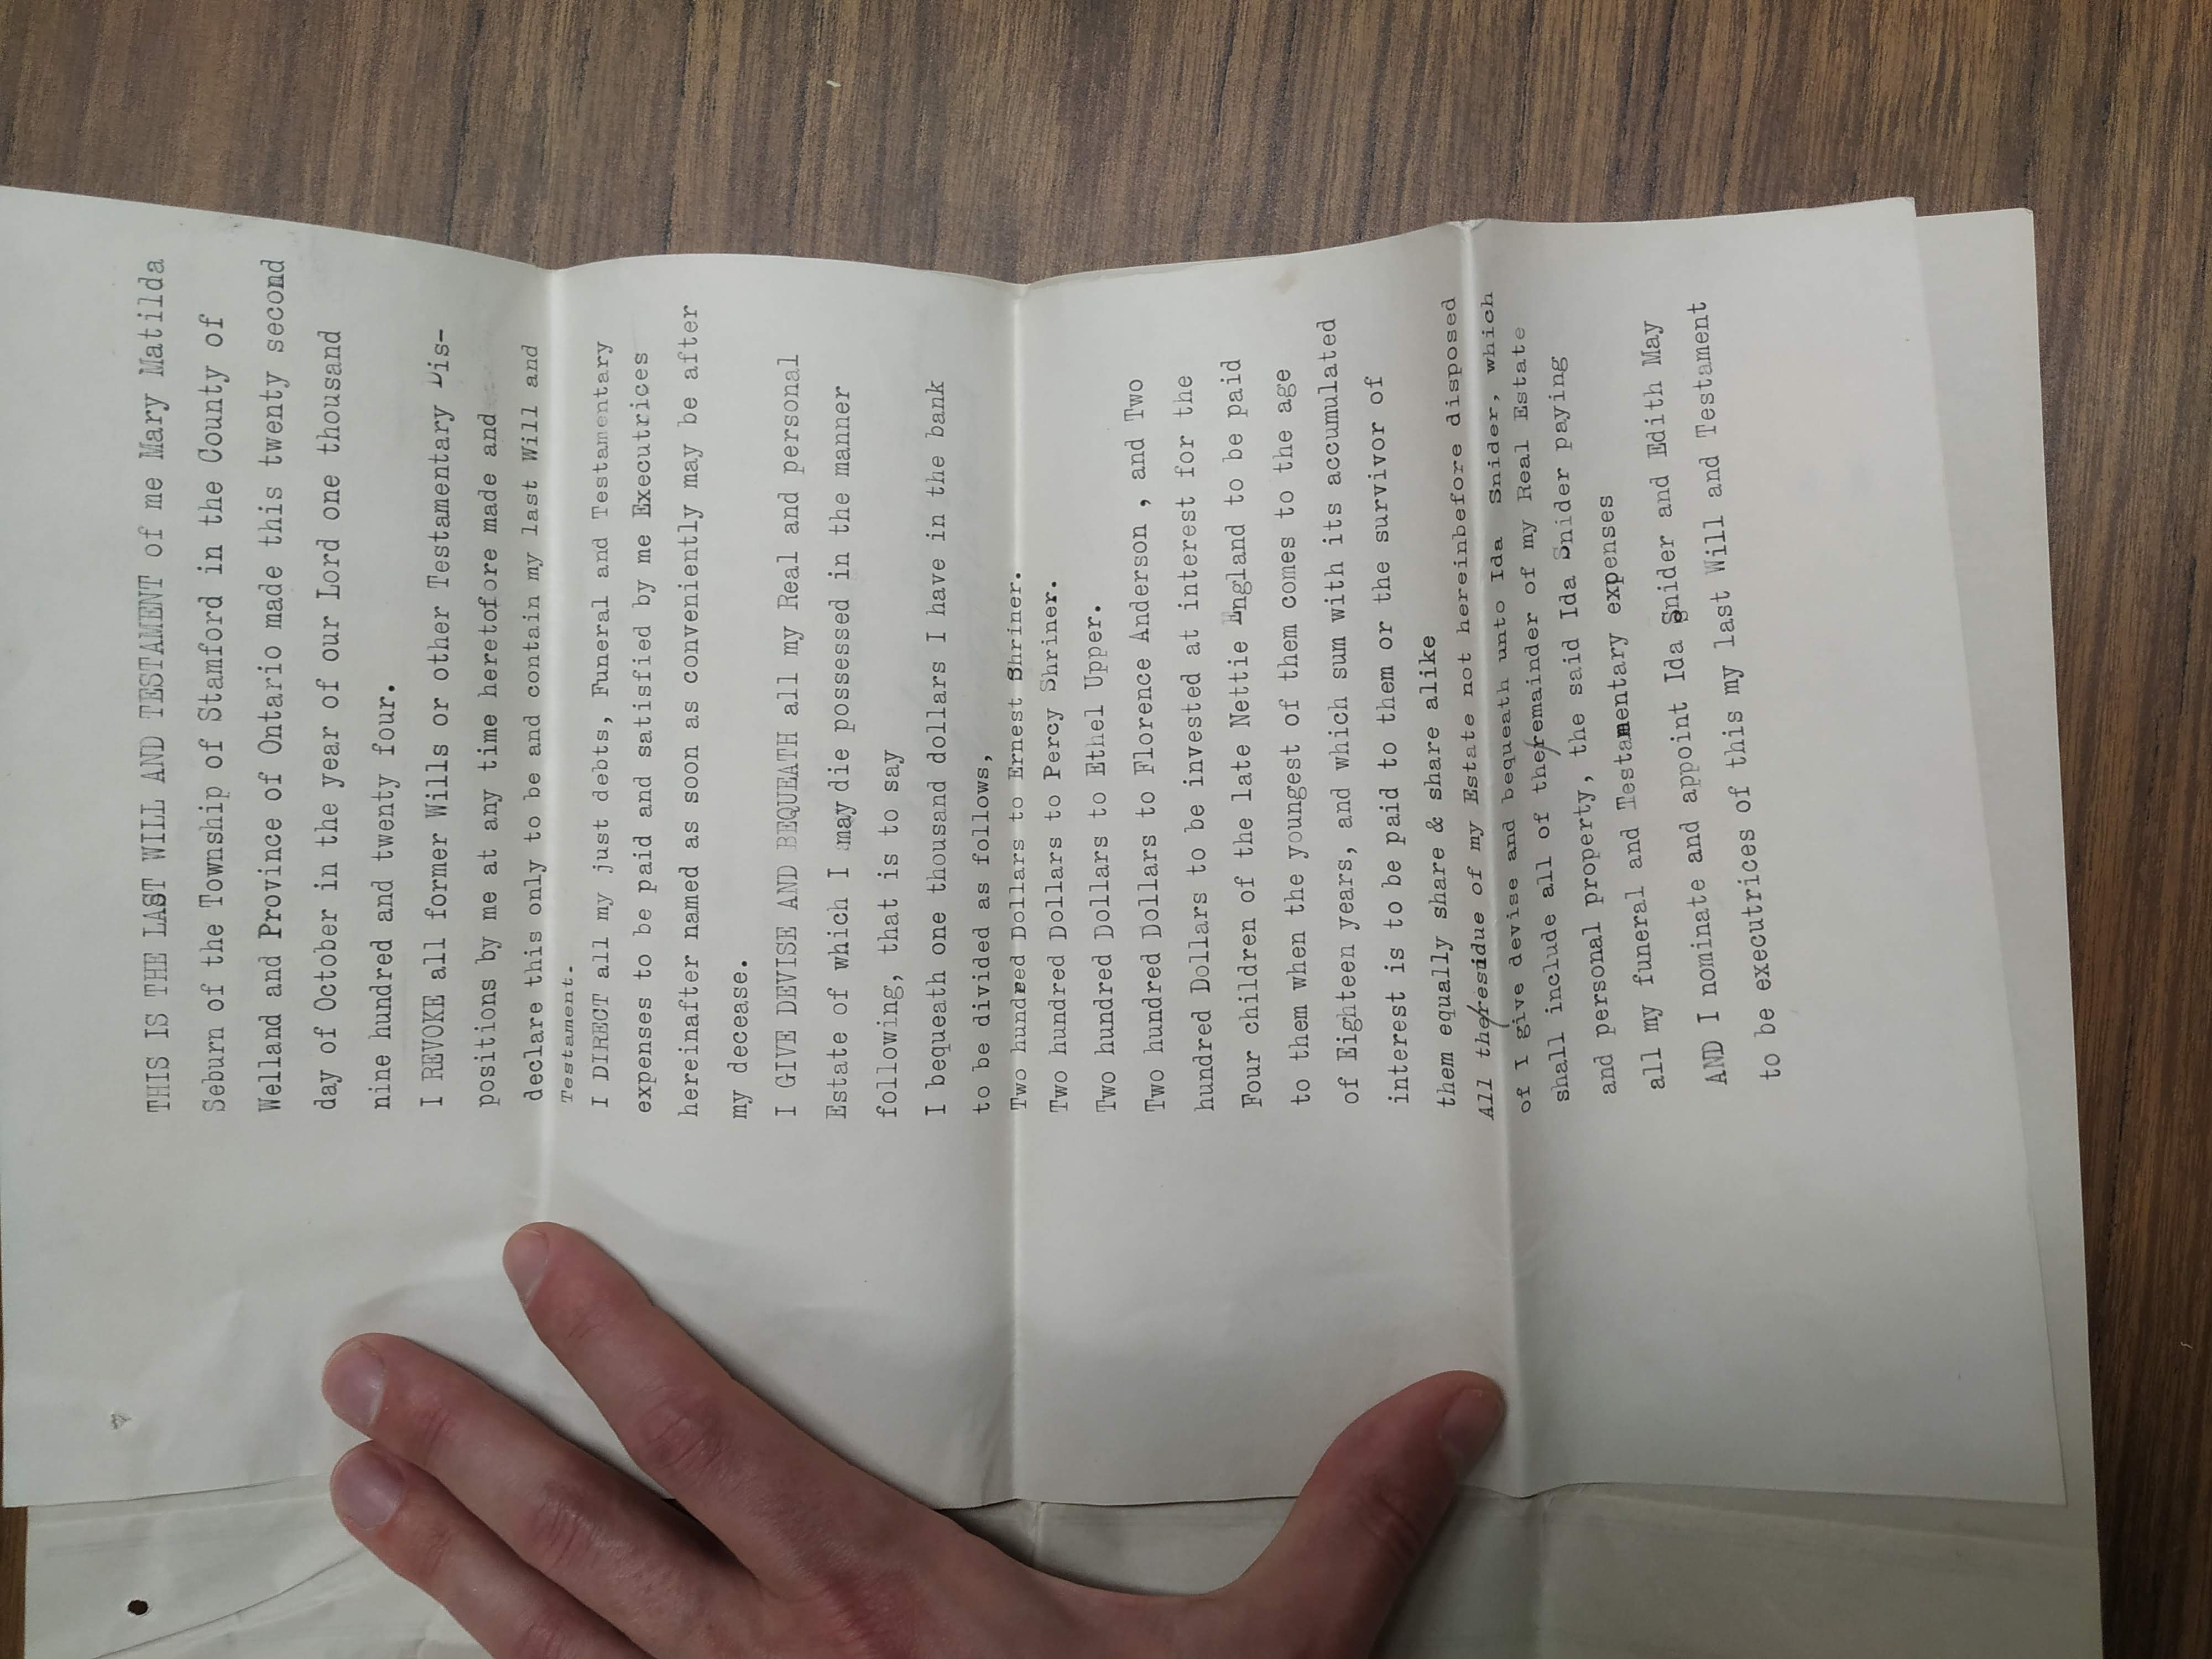 THIS IS THE LAST WILL AND TESTAMENT of me Mary Matilda
Seburn of the Township of Stamford in the County of
Welland and Province of Ontario made this twenty second
day of October in the year of our Lord one thousand
nine hundred and twenty four.
I REVOKE all former Wills or other Testamentary Dis-
positions by me at any time heretofore made and
declare this only to be and contain my last Will and
Testament.
I DIRECT all my just debts, Funeral and Testamentary
expenses to be paid and satisfied by me Executrices
hereinafter named as soon as conveniently may be after
my decease.
I GIVE DEVISE AND BEQUEATH all my Real and personal
Estate of which I may die possessed in the manner
following, that is to say
I bequeath one thousand dollars I have in the bank
to be divided as follows,
Two hundred Dollars to Ernest Shriner.
Two hundred Dollars to Percy Shriner.
Two hundred Dollars to Ethel Upper.
Two hundred Dollars to Florence Anderson , and Two
hundred Dollars to be invested at interest for the
Four children of the late Nettie England to be paid
to them when the youngest of them comes to the age
of Eighteen years, and which sum with its accumulated
interest is to be paid to them or the survivor of
them equally share & share alike
All the/residue of my Estate not hereinbefore disposed
of I give devise and bequeath unto Ida Snider, which
shall include all of the/remainder of my Real Estate
and personal property, the said Ida Snider paying
all my funeral and Testamentary expenses
AND I nominate and appoint Ida Snider and Edith May
to be executrices of this my last Will and Testament